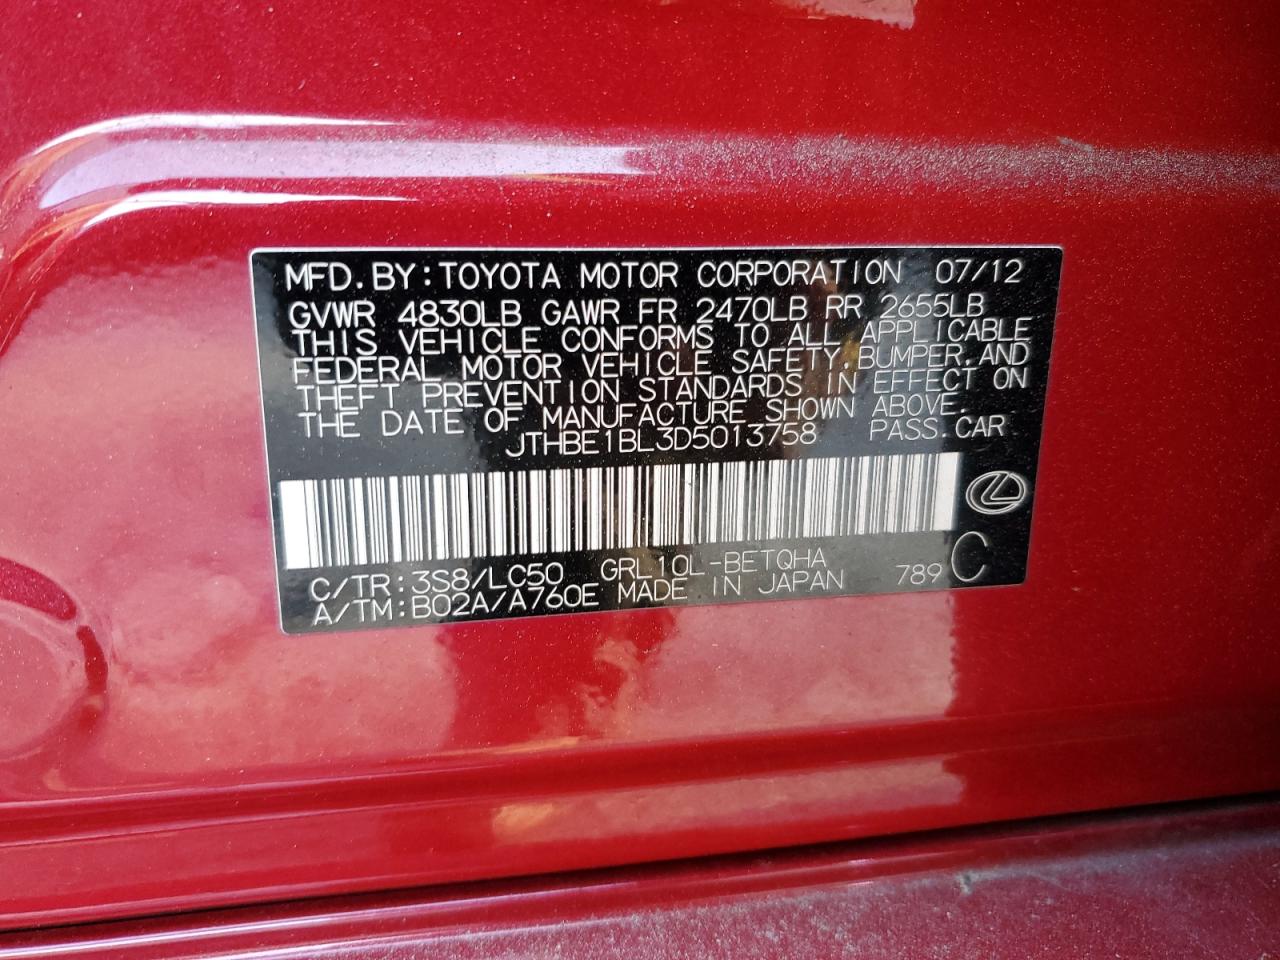 MFD.BY:TOYOTA MOTOR CORPORATION 07/12
GVWR 4830LB GAWR FR 2470LB RR 2655LB
THIS VEHICLE CONFORMS TO ALL APPLICABLE
FEDERAL MOTOR VEHICLE SAFETY,BUMPER,AND
THEFT PREVENTION STANDARDS IN EFFECT ON
THE DATE OF MANUFACTURE SHOWN ABOVE.
JTHBE1BL3D5013758 PASS.CAR
C/TR:3S8/LC50 GRL10L-BETQHA
A/TM:B02A/A760E MADE IN JAPAN 789 C